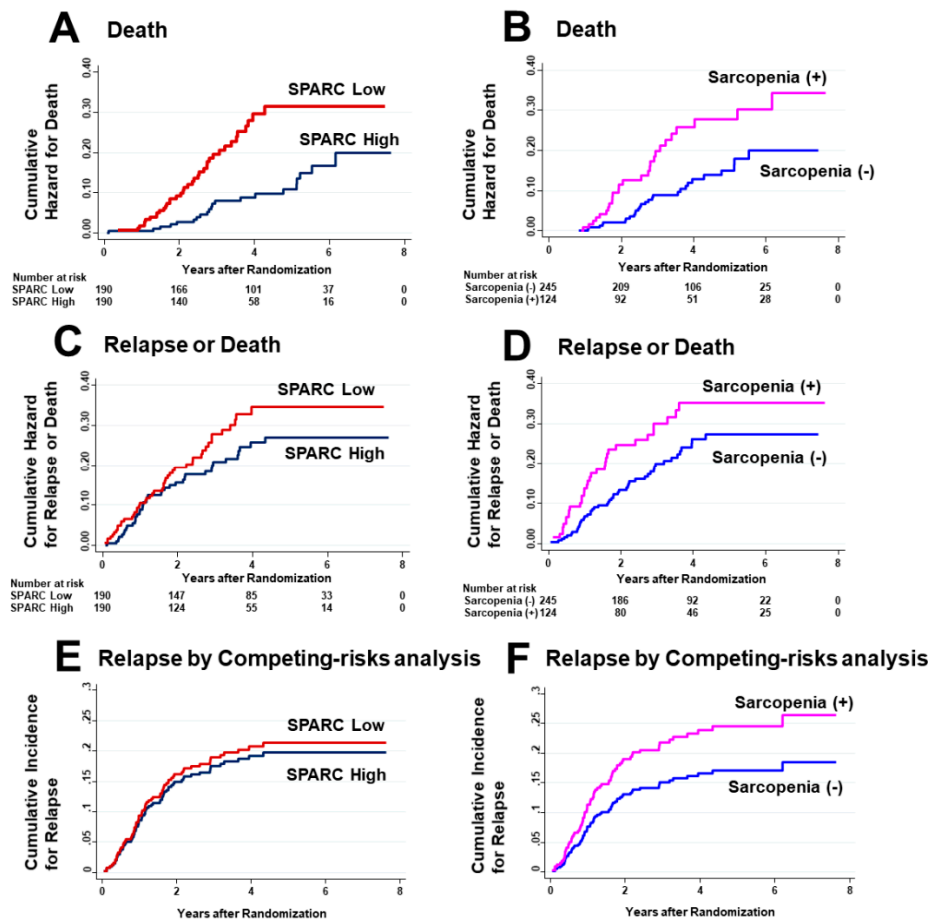 A Death
Cumulative
Hazard for Death
0.40
0.30
0.20
0.10
0.00
SPARC Low
SPARC High
0 2 4 6 8
Years after Randomization
Number at risk
SPARC Low 190 166 101 37 0
SPARC High 190 140 58 16 0
B Death
Cumulative
Hazard for Death
0.40
0.30
0.20
0.10
0.00
Sarcopenia (+)
Sarcopenia (-)
0 2 4 6 8
Years after Randomization
Number at risk
Sarcopenia (-) 245 209 106 25 0
Sarcopenia (+) 124 92 51 28 0
C Relapse or Death
Cumulative Hazard
for Relapse or Death
0.40
0.30
0.20
0.10
0.00
SPARC Low
SPARC High
0 2 4 6 8
Years after Randomization
Number at risk
SPARC Low 190 147 85 33 0
SPARC High 190 124 55 14 0
D Relapse or Death
Cumulative Hazard
for Relapse or Death
0.40
0.30
0.20
0.10
0.00
Sarcopenia (+)
Sarcopenia (-)
0 2 4 6 8
Years after Randomization
Number at risk
Sarcopenia (-) 245 186 92 22 0
Sarcopenia (+) 124 80 46 25 0
E Relapse by Competing-risks analysis
Cumulative Incidence
for Relapse
.3
.25
.2
.15
.1
.05
0
SPARC Low
SPARC High
0 2 4 6 8
Years after Randomization
F Relapse by Competing-risks analysis
Cumulative Incidence
for Relapse
.3
.25
.2
.15
.1
.05
0
Sarcopenia (+)
Sarcopenia (-)
0 2 4 6 8
Years after Randomization